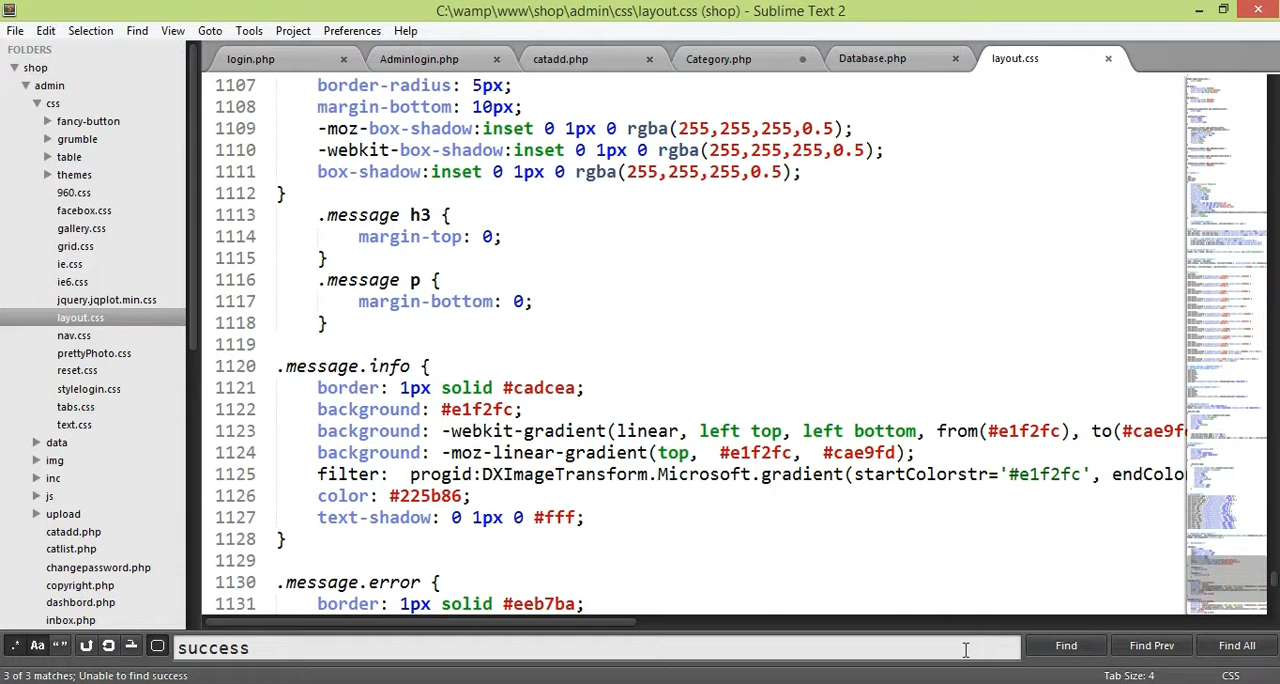 C:\wamp\www\shop\admin\css\layout.css (shop) - Sublime Text 2
File Edit Selection Find View Goto Tools Project Preferences Help
FOLDERS
shop
admin
css
fancy-button
grumble
table
themes
960.css
facebox.css
gallery.css
grid.css
ie.css
ie6.css
jquery.jqplot.min.css
layout.css
nav.css
prettyPhoto.css
reset.css
stylelogin.css
tabs.css
text.css
data
img
inc
js
upload
catadd.php
catlist.php
changepassword.php
copyright.php
dashbord.php
inbox.php
login.php Adminlogin.php catadd.php Category.php Database.php layout.css
1107 border-radius: 5px;
1108 margin-bottom: 10px;
1109 -moz-box-shadow:inset 0 1px 0 rgba(255,255,255,0.5);
1110 -webkit-box-shadow:inset 0 1px 0 rgba(255,255,255,0.5);
1111 box-shadow:inset 0 1px 0 rgba(255,255,255,0.5);
1112 }
1113 .message h3 {
1114 margin-top: 0;
1115 }
1116 .message p {
1117 margin-bottom: 0;
1118 }
1119
1120 .message.info {
1121 border: 1px solid #cadcea;
1122 background: #e1f2fc;
1123 background: -webkit-gradient(linear, left top, left bottom, from(#e1f2fc), to(#cae9f
1124 background: -moz-linear-gradient(top, #e1f2fc, #cae9fd);
1125 filter: progid:DXImageTransform.Microsoft.gradient(startColorstr='#e1f2fc', endColo
1126 color: #225b86;
1127 text-shadow: 0 1px 0 #fff;
1128 }
1129
1130 .message.error {
1131 border: 1px solid #eeb7ba;
.* Aa “” success Find Find Prev Find All
3 of 3 matches; Unable to find success Tab Size: 4 CSS